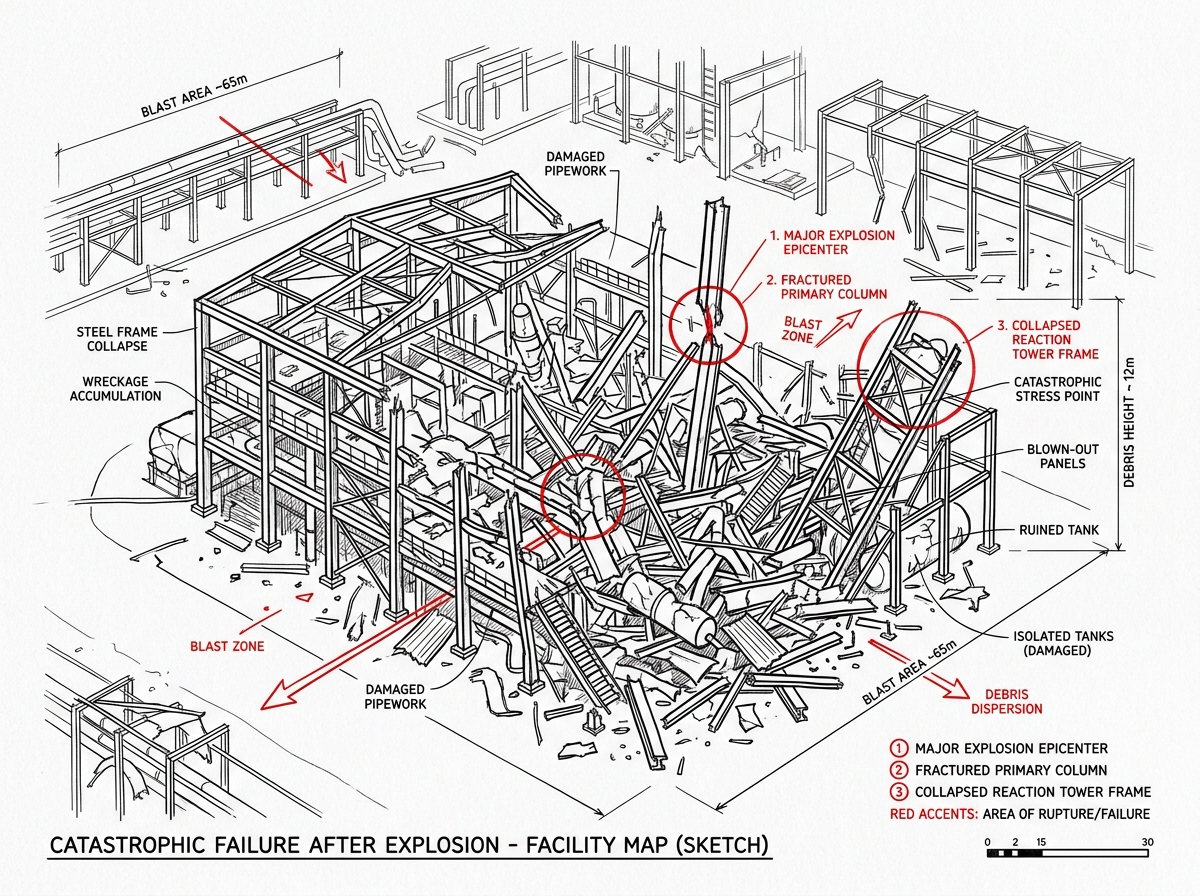 BLAST AREA ~65m
DAMAGED
PIPEWORK
1. MAJOR EXPLOSION
EPICENTER
2. FRACTURED
PRIMARY COLUMN
BLAST
ZONE
3. COLLAPSED
REACTION
TOWER FRAME
STEEL FRAME
COLLAPSE
WRECKAGE
ACCUMULATION
CATASTROPHIC
STRESS POINT
DEBRIS HEIGHT ~ 12m
BLOWN-OUT
PANELS
RUINED TANK
ISOLATED TANKS
(DAMAGED)
BLAST ZONE
BLAST AREA ~65m
DAMAGED
PIPEWORK
DEBRIS
DISPERSION
1 MAJOR EXPLOSION EPICENTER
2 FRACTURED PRIMARY COLUMN
3 COLLAPSED REACTION TOWER FRAME
RED ACCENTS: AREA OF RUPTURE/FAILURE
CATASTROPHIC FAILURE AFTER EXPLOSION - FACILITY MAP (SKETCH)
0 2 15 30